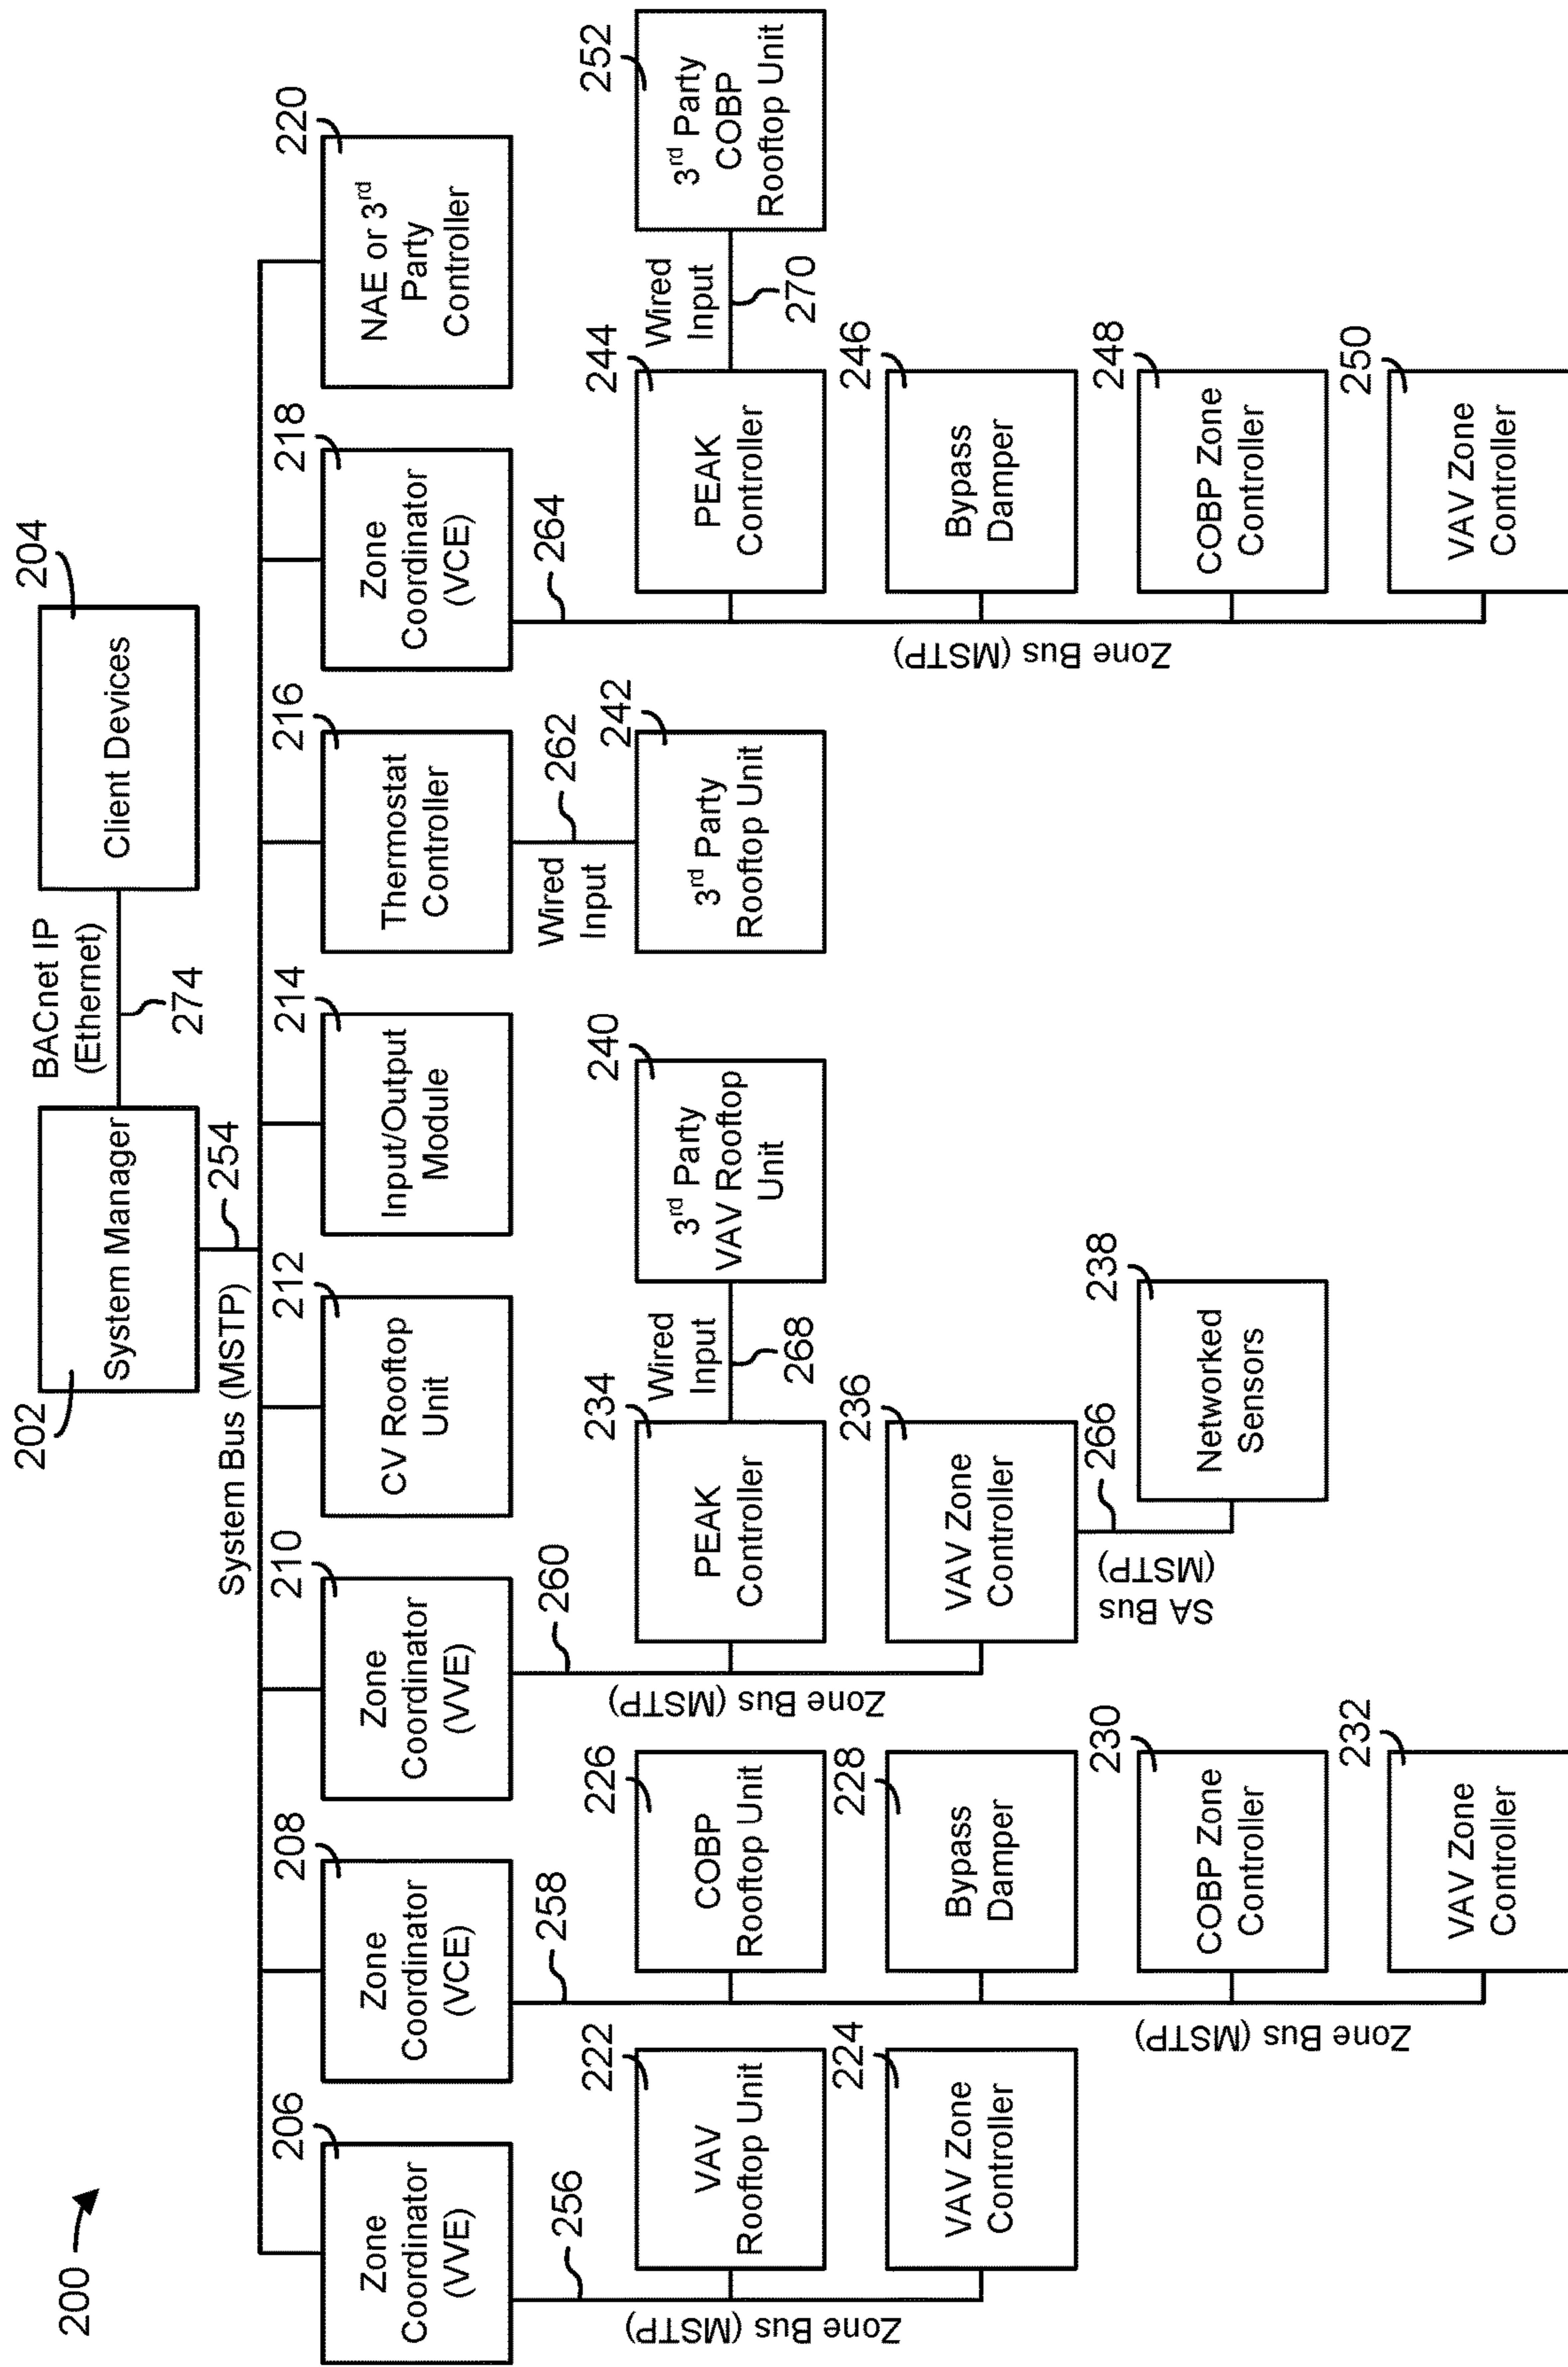 200
202
System Manager
BACnet IP
(Ethernet)
274
204
Client Devices
254
System Bus (MSTP)
206
Zone
Coordinator
(VVE)
208
Zone
Coordinator
(VCE)
210
Zone
Coordinator
(VVE)
212
CV Rooftop
Unit
214
Input/Output
Module
216
Thermostat
Controller
218
Zone
Coordinator
(VCE)
220
NAE or 3rd
Party
Controller
256
Zone Bus (MSTP)
222
VAV
Rooftop Unit
224
VAV Zone
Controller
258
Zone Bus (MSTP)
226
COBP
Rooftop Unit
228
Bypass
Damper
230
COBP Zone
Controller
232
VAV Zone
Controller
260
Zone Bus (MSTP)
234
PEAK
Controller
Wired
Input
268
240
3rd Party
VAV Rooftop
Unit
236
VAV Zone
Controller
266
SA Bus
(MSTP)
238
Networked
Sensors
Wired
Input
262
242
3rd Party
Rooftop Unit
264
Zone Bus (MSTP)
244
PEAK
Controller
Wired
Input
270
252
3rd Party
COBP
Rooftop Unit
246
Bypass
Damper
248
COBP Zone
Controller
250
VAV Zone
Controller